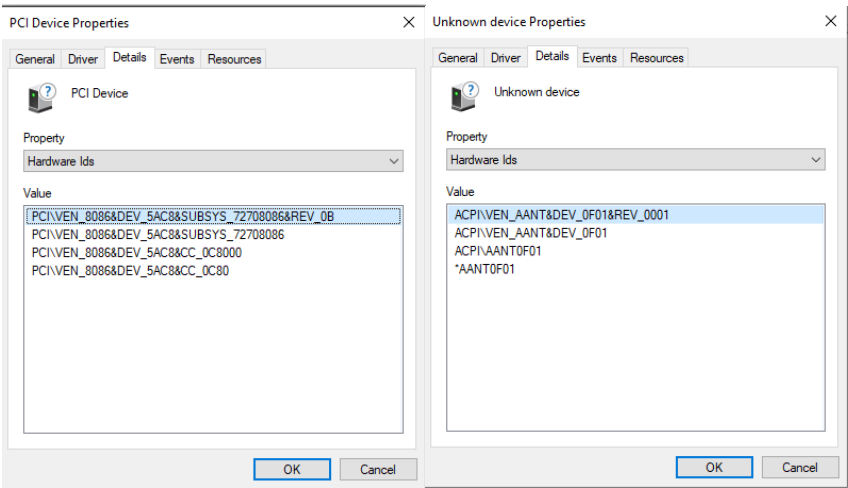 PCI Device Properties
General Driver Details Events Resources
PCI Device
Property
Hardware Ids
Value
PCI\VEN_8086&DEV_5AC8&SUBSYS_72708086&REV_0B
PCI\VEN_8086&DEV_5AC8&SUBSYS_72708086
PCI\VEN_8086&DEV_5AC8&CC_0C8000
PCI\VEN_8086&DEV_5AC8&CC_0C80
OK Cancel
Unknown device Properties
General Driver Details Events Resources
Unknown device
Property
Hardware Ids
Value
ACPI\VEN_AANT&DEV_0F01&REV_0001
ACPI\VEN_AANT&DEV_0F01
ACPI\AANT0F01
*AANT0F01
OK Cancel